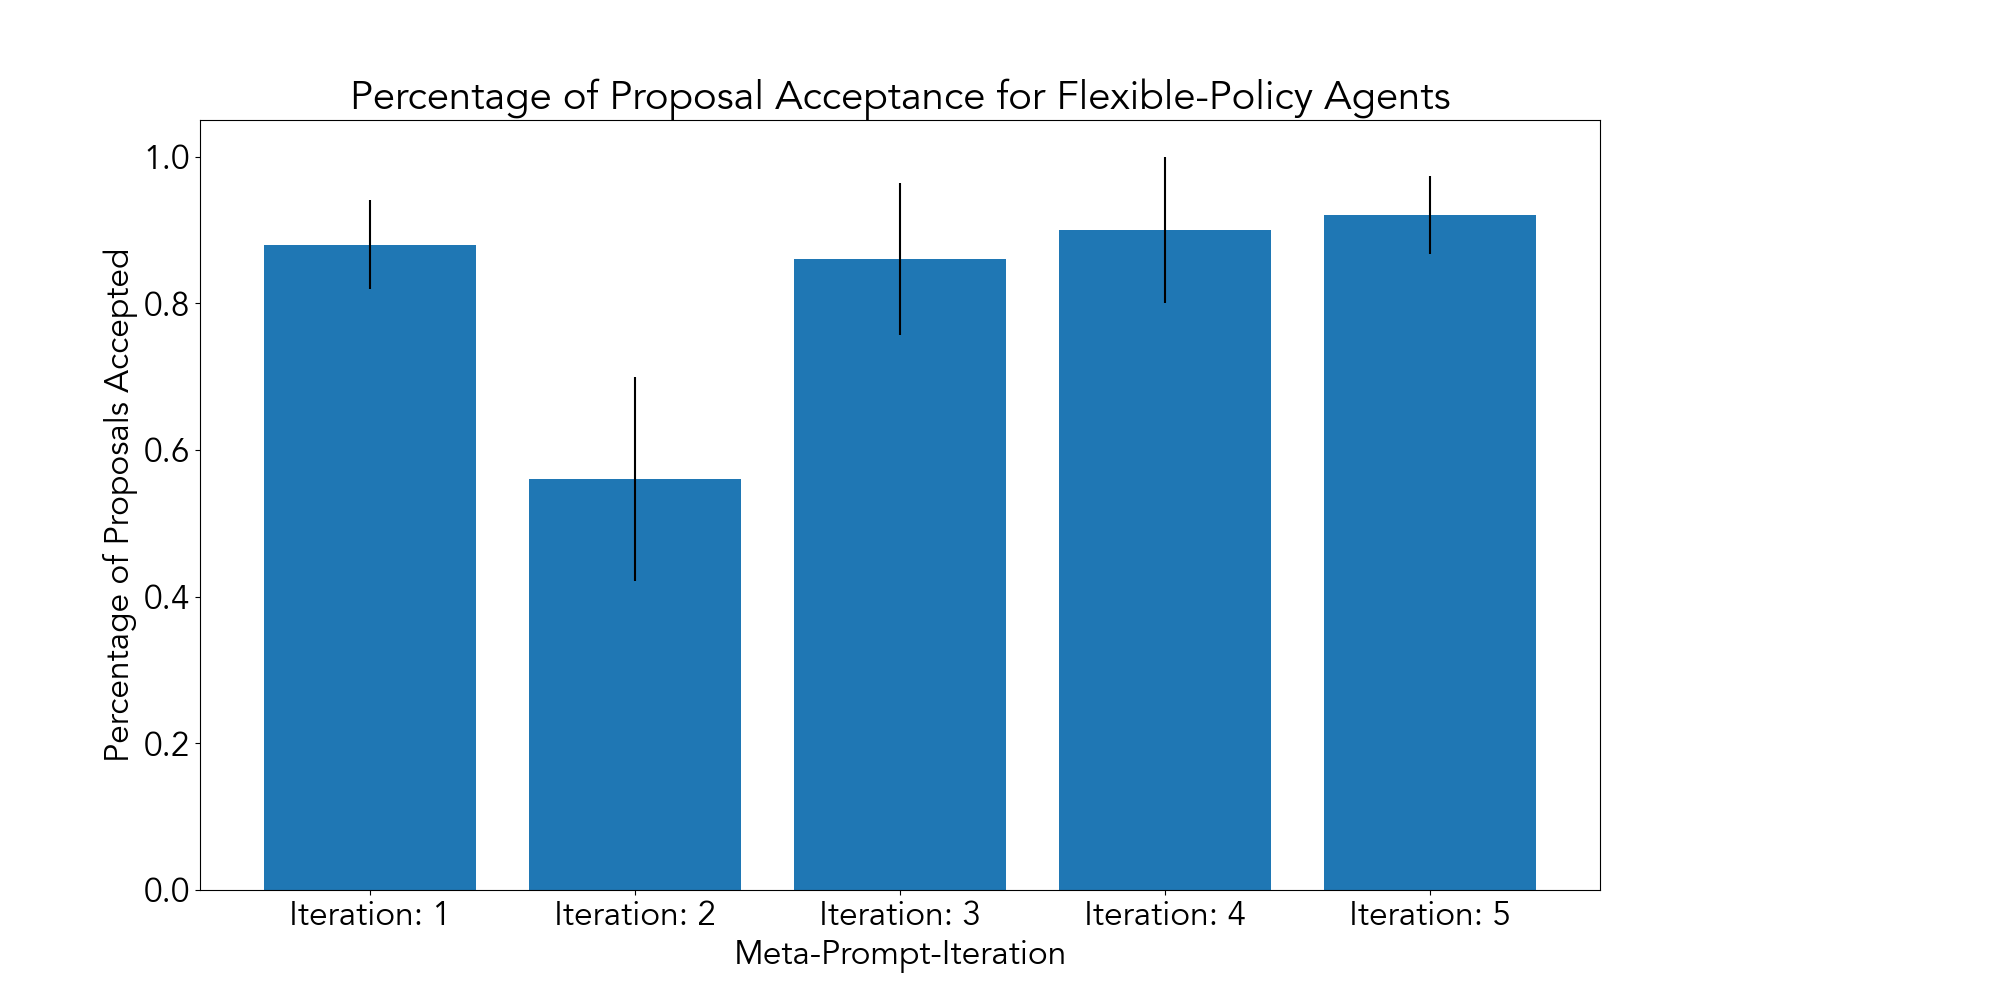 Percentage of Proposal Acceptance for Flexible-Policy Agents
Percentage of Proposals Accepted
1.0
0.8
0.6
0.4
0.2
0.0
Iteration: 1
Iteration: 2
Iteration: 3
Iteration: 4
Iteration: 5
Meta-Prompt-Iteration